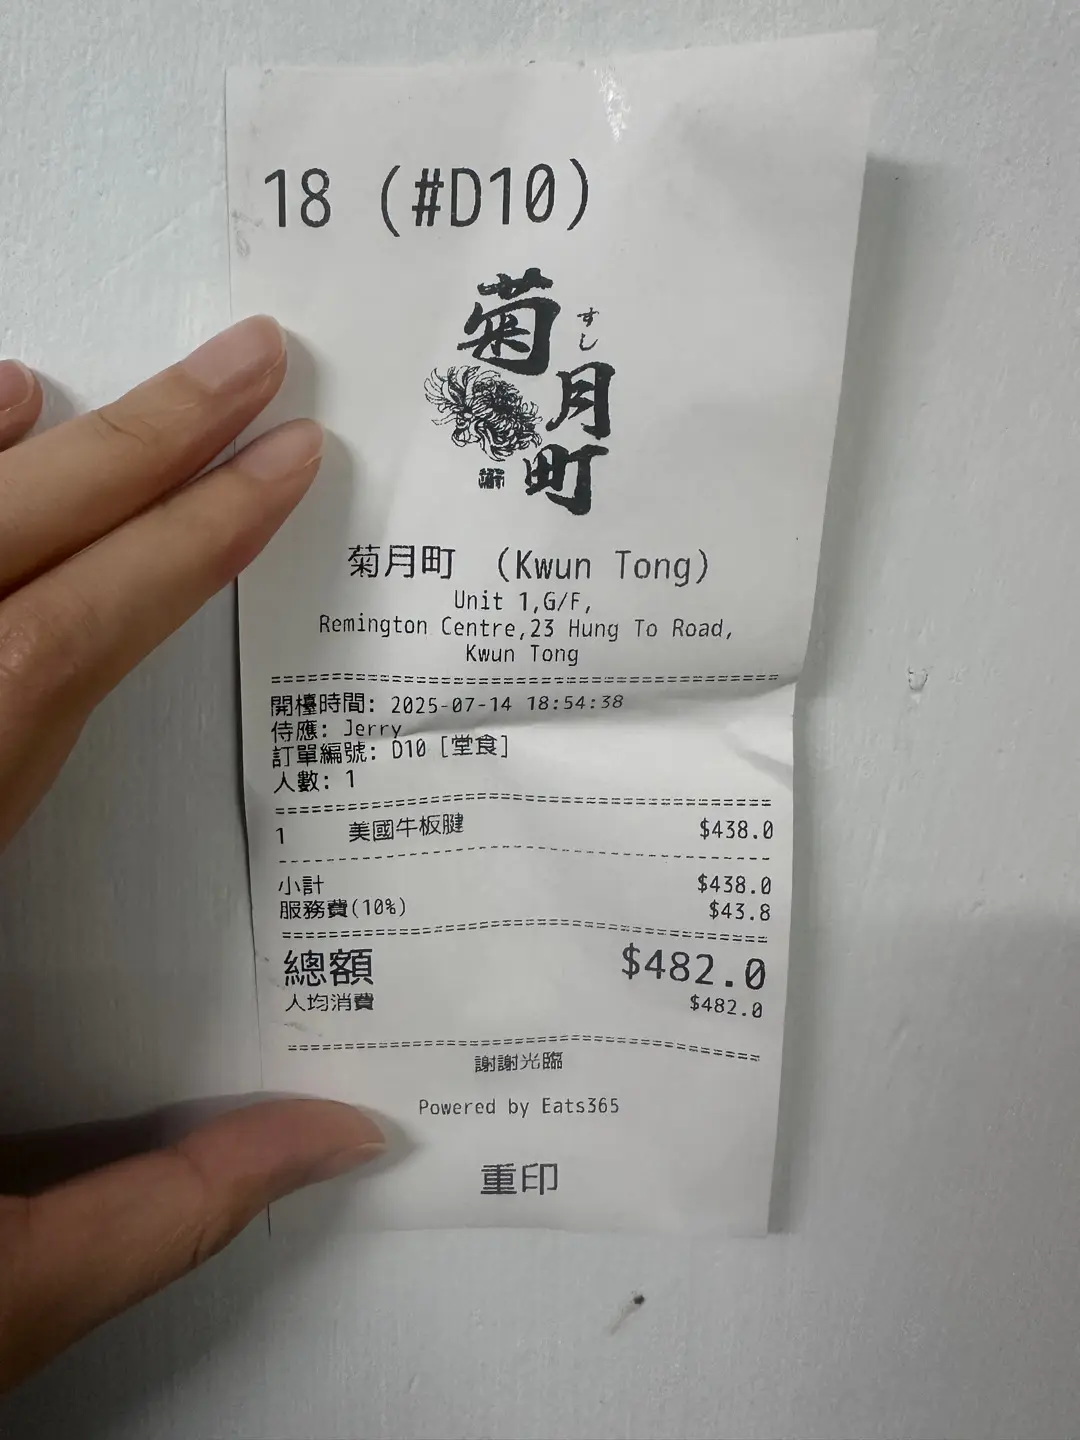 18 (#D10)
菊月町
すし
菊月町 (Kwun Tong)
Unit 1,G/F,
Remington Centre,23 Hung To Road,
Kwun Tong
開檯時間: 2025-07-14 18:54:38
侍應: Jerry
訂單編號: D10 [堂食]
人數: 1
1 美國牛板腱 $438.0
小計 $438.0
服務費(10%) $43.8
總額 $482.0
人均消費 $482.0
謝謝光臨
Powered by Eats365
重印